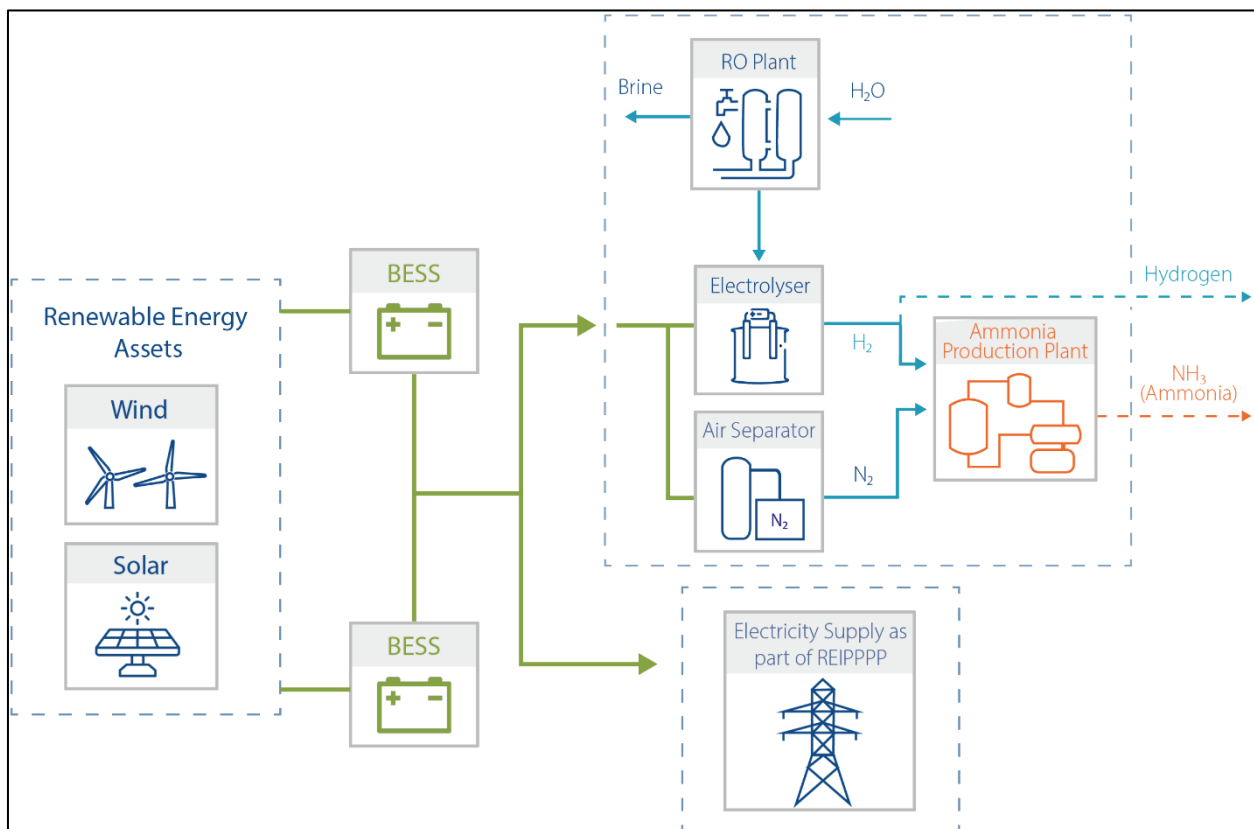 RO Plant
Brine
H₂O
BESS
Renewable Energy
Assets
Wind
Solar
BESS
Electrolyser
H₂
Air Separator
N₂
N₂
Hydrogen
Ammonia
Production Plant
NH₃
(Ammonia)
Electricity Supply as
part of REIPPPP